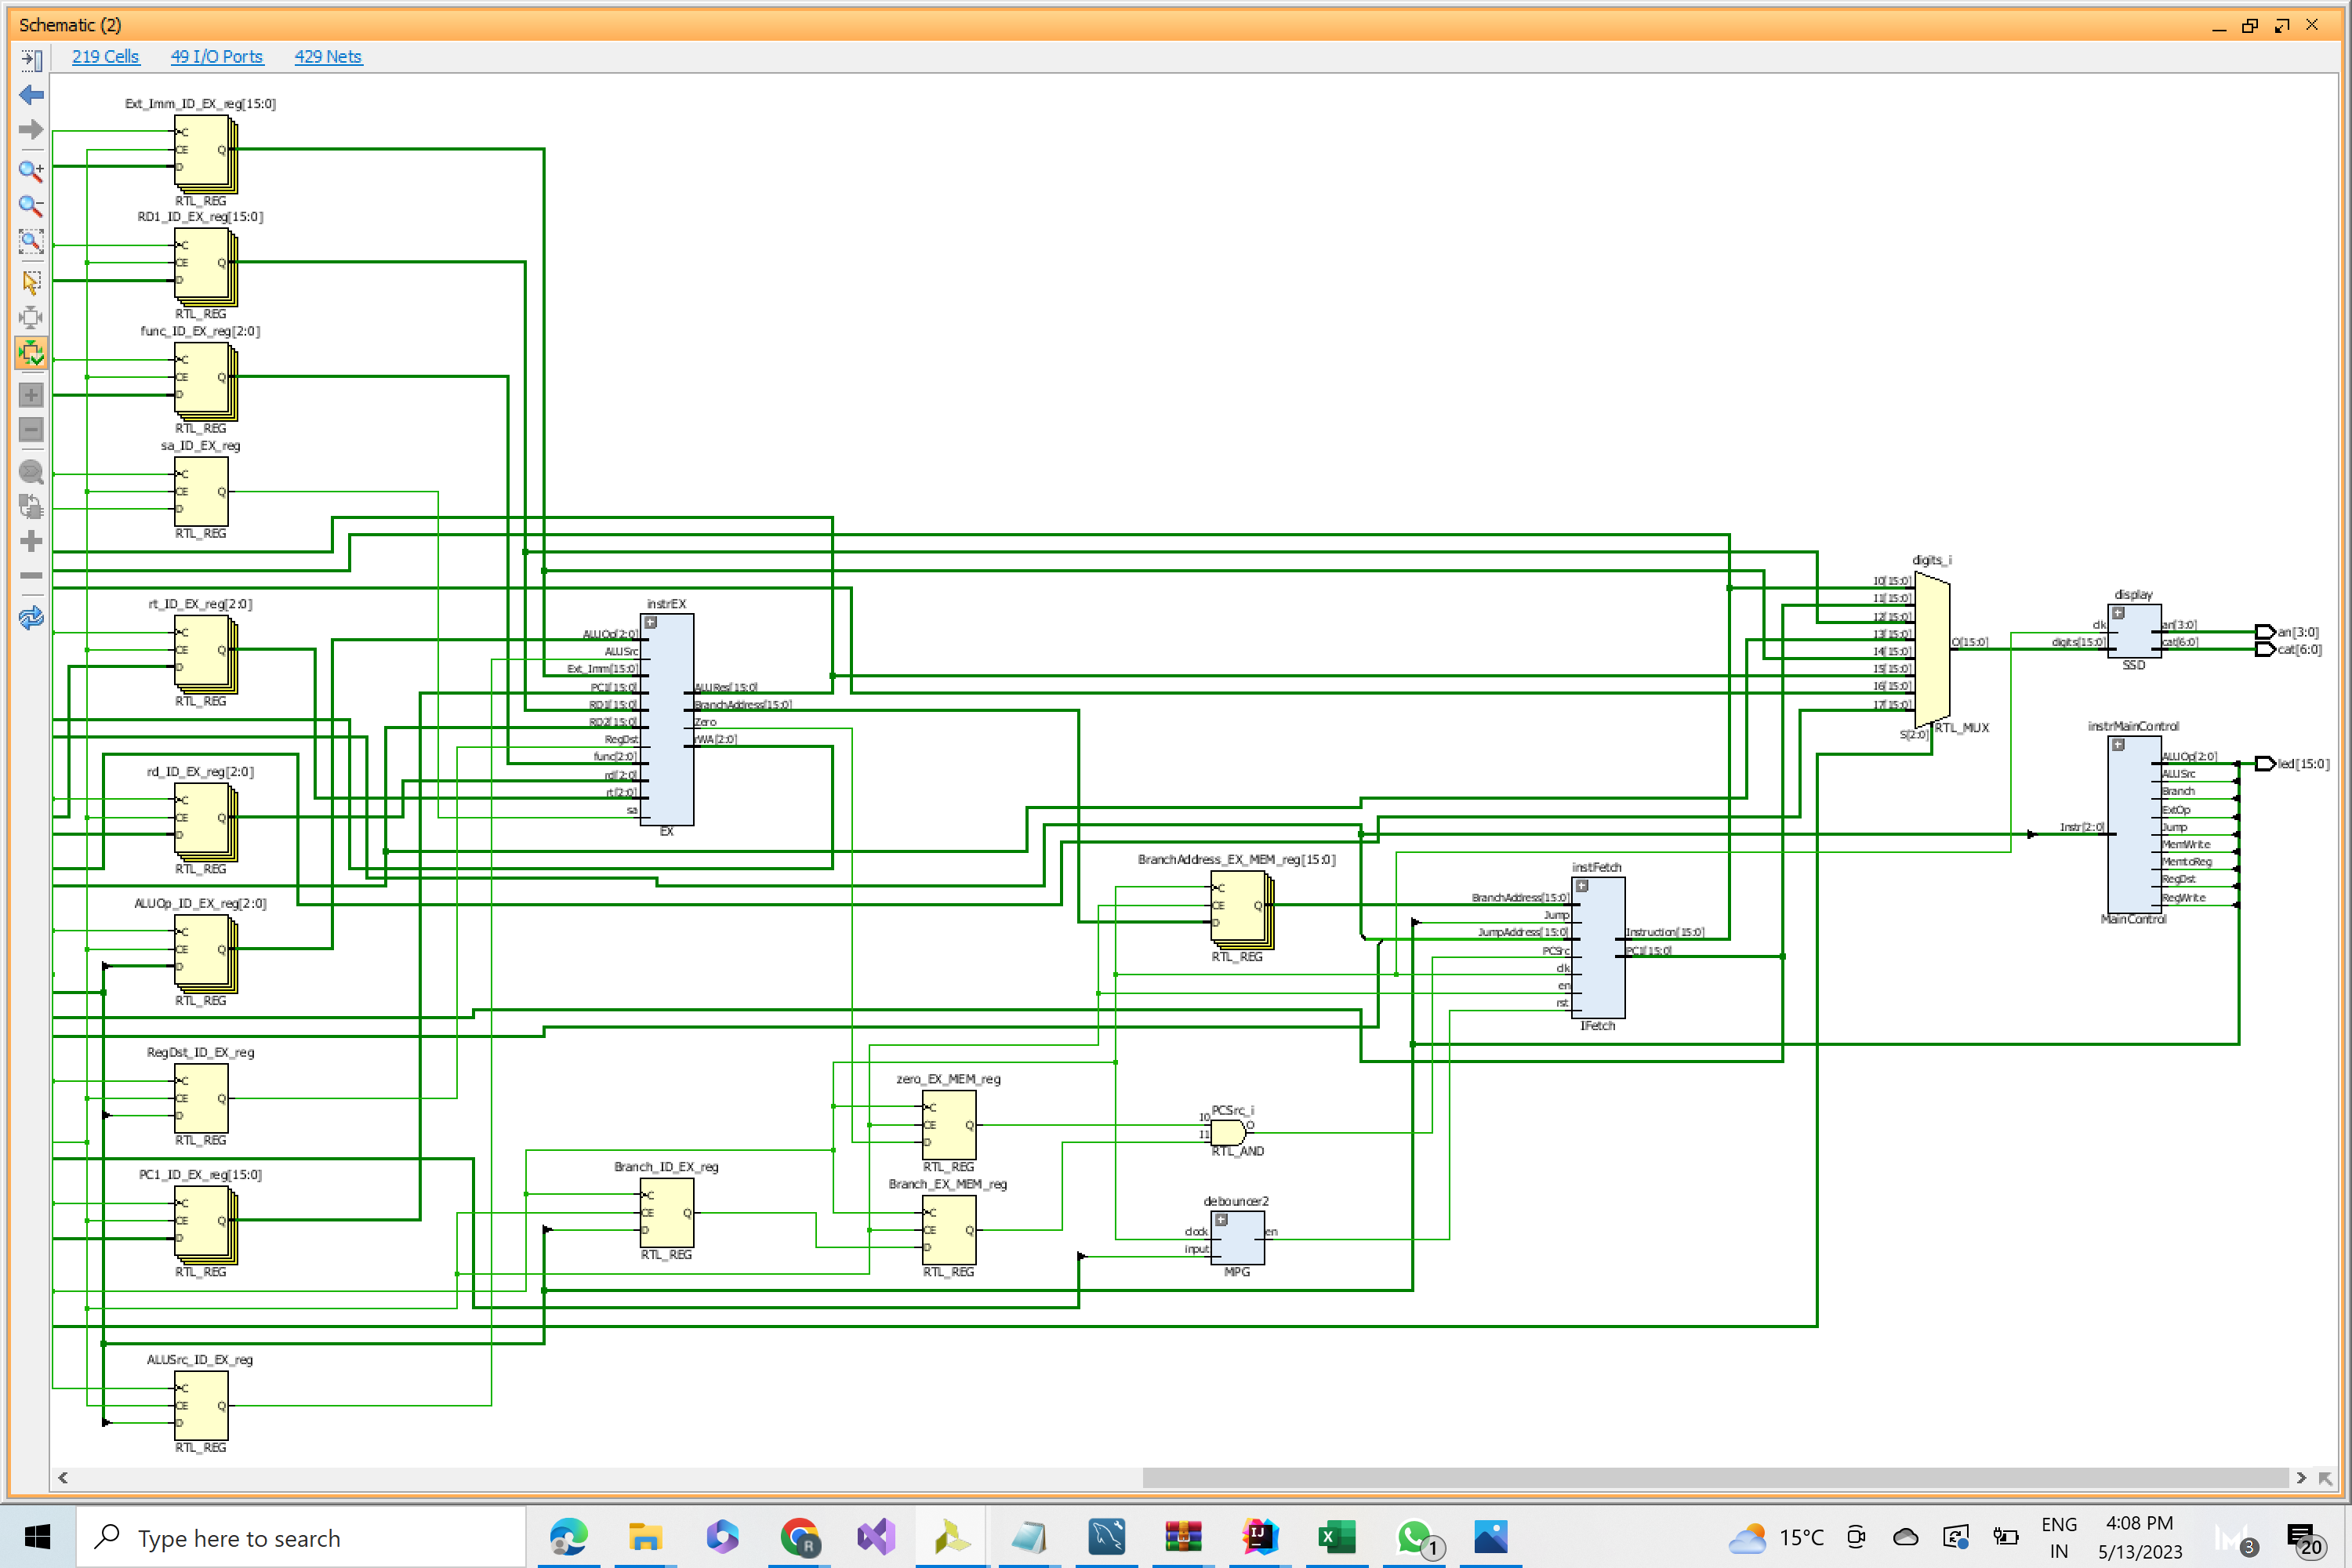 Schematic (2)
219 Cells 49 I/O Ports 429 Nets
Ext_Imm_ID_EX_reg[15:0]
C
CE Q
D
RTL_REG
RD1_ID_EX_reg[15:0]
C
CE Q
D
RTL_REG
func_ID_EX_reg[2:0]
C
CE Q
D
RTL_REG
sa_ID_EX_reg
C
CE Q
D
RTL_REG
rt_ID_EX_reg[2:0]
C
CE Q
D
RTL_REG
rd_ID_EX_reg[2:0]
C
CE Q
D
RTL_REG
ALUOp_ID_EX_reg[2:0]
C
CE Q
D
RTL_REG
RegDst_ID_EX_reg
C
CE Q
D
RTL_REG
PC1_ID_EX_reg[15:0]
C
CE Q
D
RTL_REG
ALUSrc_ID_EX_reg
C
CE Q
D
RTL_REG
instrEX
ALUOp[2:0]
ALUSrc
Ext_Imm[15:0]
PC1[15:0]
RD1[15:0]
RD2[15:0]
RegDst
func[2:0]
rd[2:0]
rt[2:0]
sa
ALURes[15:0]
BranchAddress[15:0]
Zero
rWA[2:0]
EX
Branch_ID_EX_reg
C
CE Q
D
RTL_REG
zero_EX_MEM_reg
C
CE Q
D
RTL_REG
Branch_EX_MEM_reg
C
CE Q
D
RTL_REG
BranchAddress_EX_MEM_reg[15:0]
C
CE Q
D
RTL_REG
PCSrc_i
I0
I1
O
RTL_AND
debouncer2
clock
input
en
MPG
instFetch
BranchAddress[15:0]
Jump
JumpAddress[15:0]
PCSrc
clk
en
rst
Instruction[15:0]
PC1[15:0]
IFetch
digits_i
I0[15:0]
I1[15:0]
I2[15:0]
I3[15:0]
I4[15:0]
I5[15:0]
I6[15:0]
I7[15:0]
S[2:0]
O[15:0]
RTL_MUX
display
clk
digits[15:0]
an[3:0]
cat[6:0]
SSD
an[3:0]
cat[6:0]
instrMainControl
Instr[2:0]
ALUOp[2:0]
ALUSrc
Branch
ExtOp
Jump
MemWrite
MemtoReg
RegDst
RegWrite
MainControl
led[15:0]
Type here to search
R
IJ
X
1
15°C
ENG
IN
4:08 PM
5/13/2023
3
20